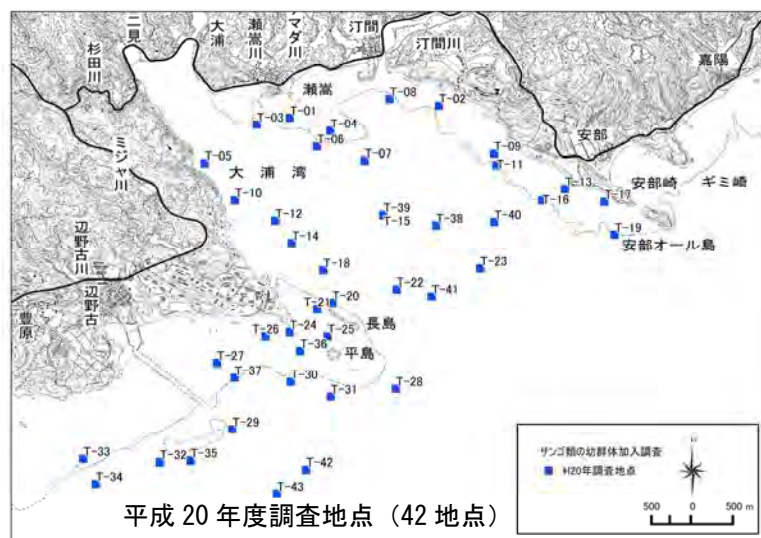 二見
大浦
瀬嵩川
アマダ川
汀間
汀間川
嘉陽
杉田川
瀬嵩
安部
T-08
T-02
T-01
T-03
T-04
T-06
T-07
T-09
T-11
T-05
ミジャ川
大浦湾
T-10
T-13
安部崎
ギミ崎
T-16
T-17
T-12
T-39
T-15
T-38
T-40
T-19
安部オール島
T-14
辺野古川
T-18
T-23
辺野古
T-22
T-41
豊原
T-21
T-20
長島
T-24
T-25
T-26
T-36
平島
T-27
T-37
T-30
T-31
T-28
T-29
T-33
T-32
T-35
T-34
T-42
T-43
平成20年度調査地点（42地点）
サンゴ類の幼群体加入調査
H20年調査地点
500 0 500 m